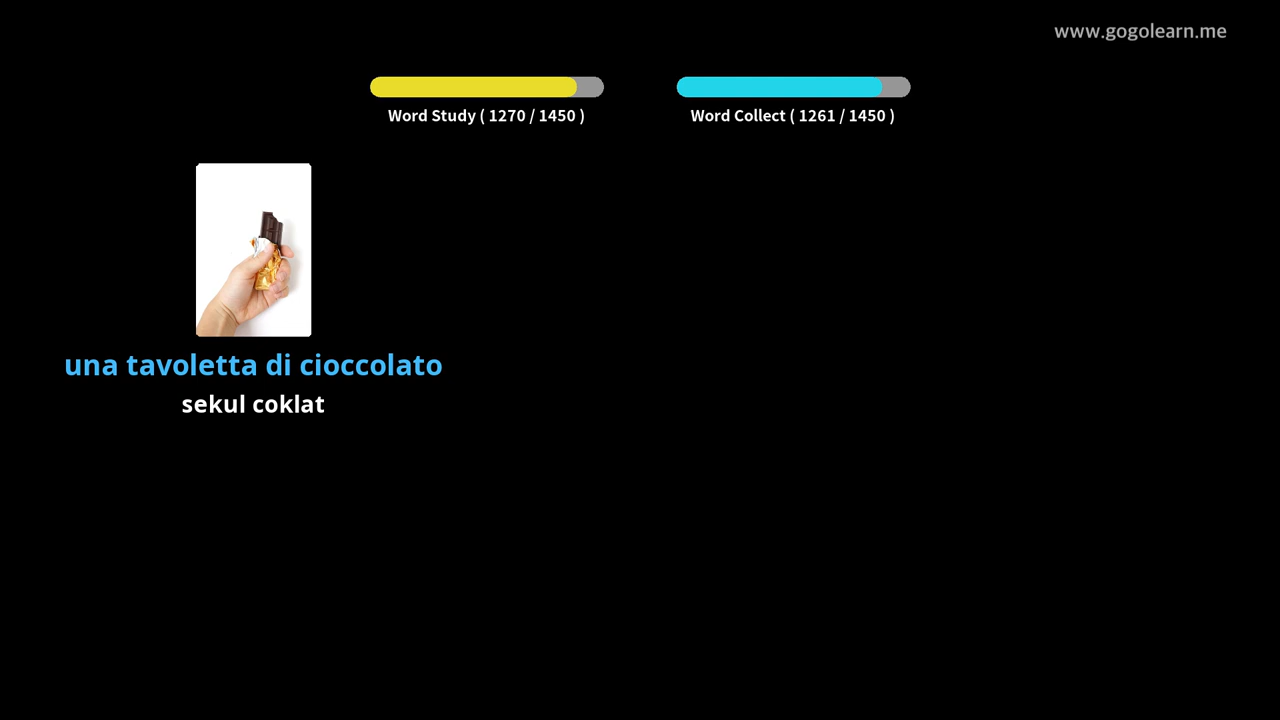 www.gogolearn.me
Word Study ( 1270 / 1450 )
Word Collect ( 1261 / 1450 )
una tavoletta di cioccolato
sekul coklat